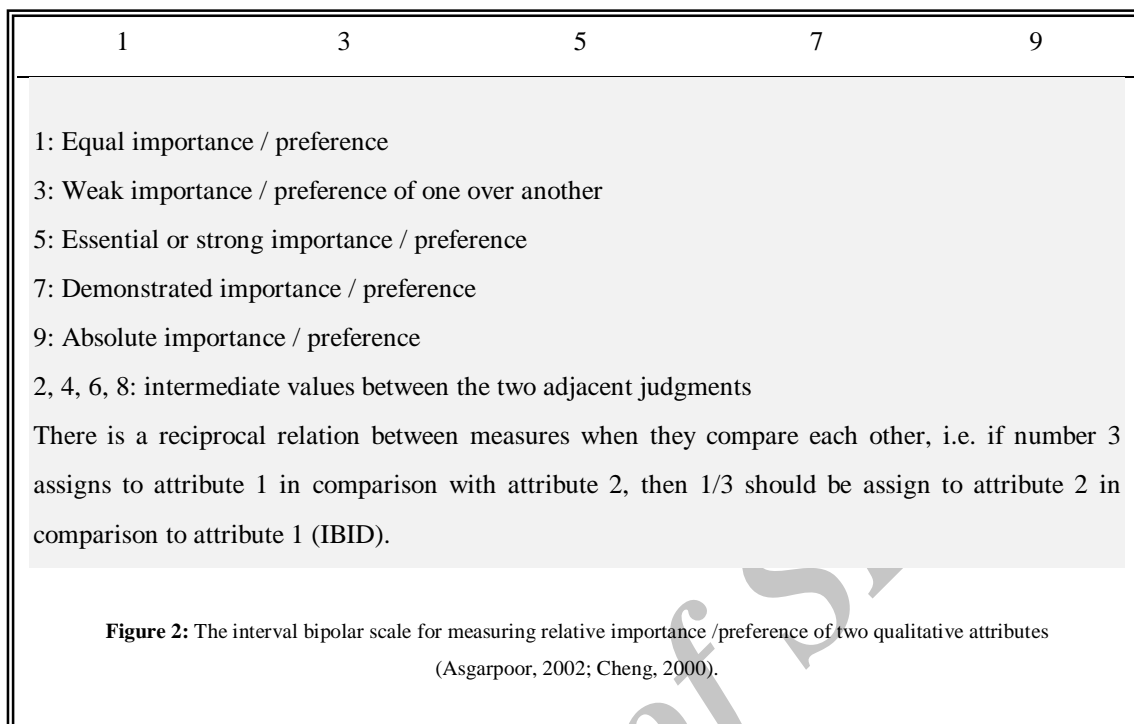 1 3 5 7 9
1: Equal importance / preference
3: Weak importance / preference of one over another
5: Essential or strong importance / preference
7: Demonstrated importance / preference
9: Absolute importance / preference
2, 4, 6, 8: intermediate values between the two adjacent judgments
There is a reciprocal relation between measures when they compare each other, i.e. if number 3
assigns to attribute 1 in comparison with attribute 2, then 1/3 should be assign to attribute 2 in
comparison to attribute 1 (IBID).
Figure 2: The interval bipolar scale for measuring relative importance /preference of two qualitative attributes
(Asgarpoor, 2002; Cheng, 2000).